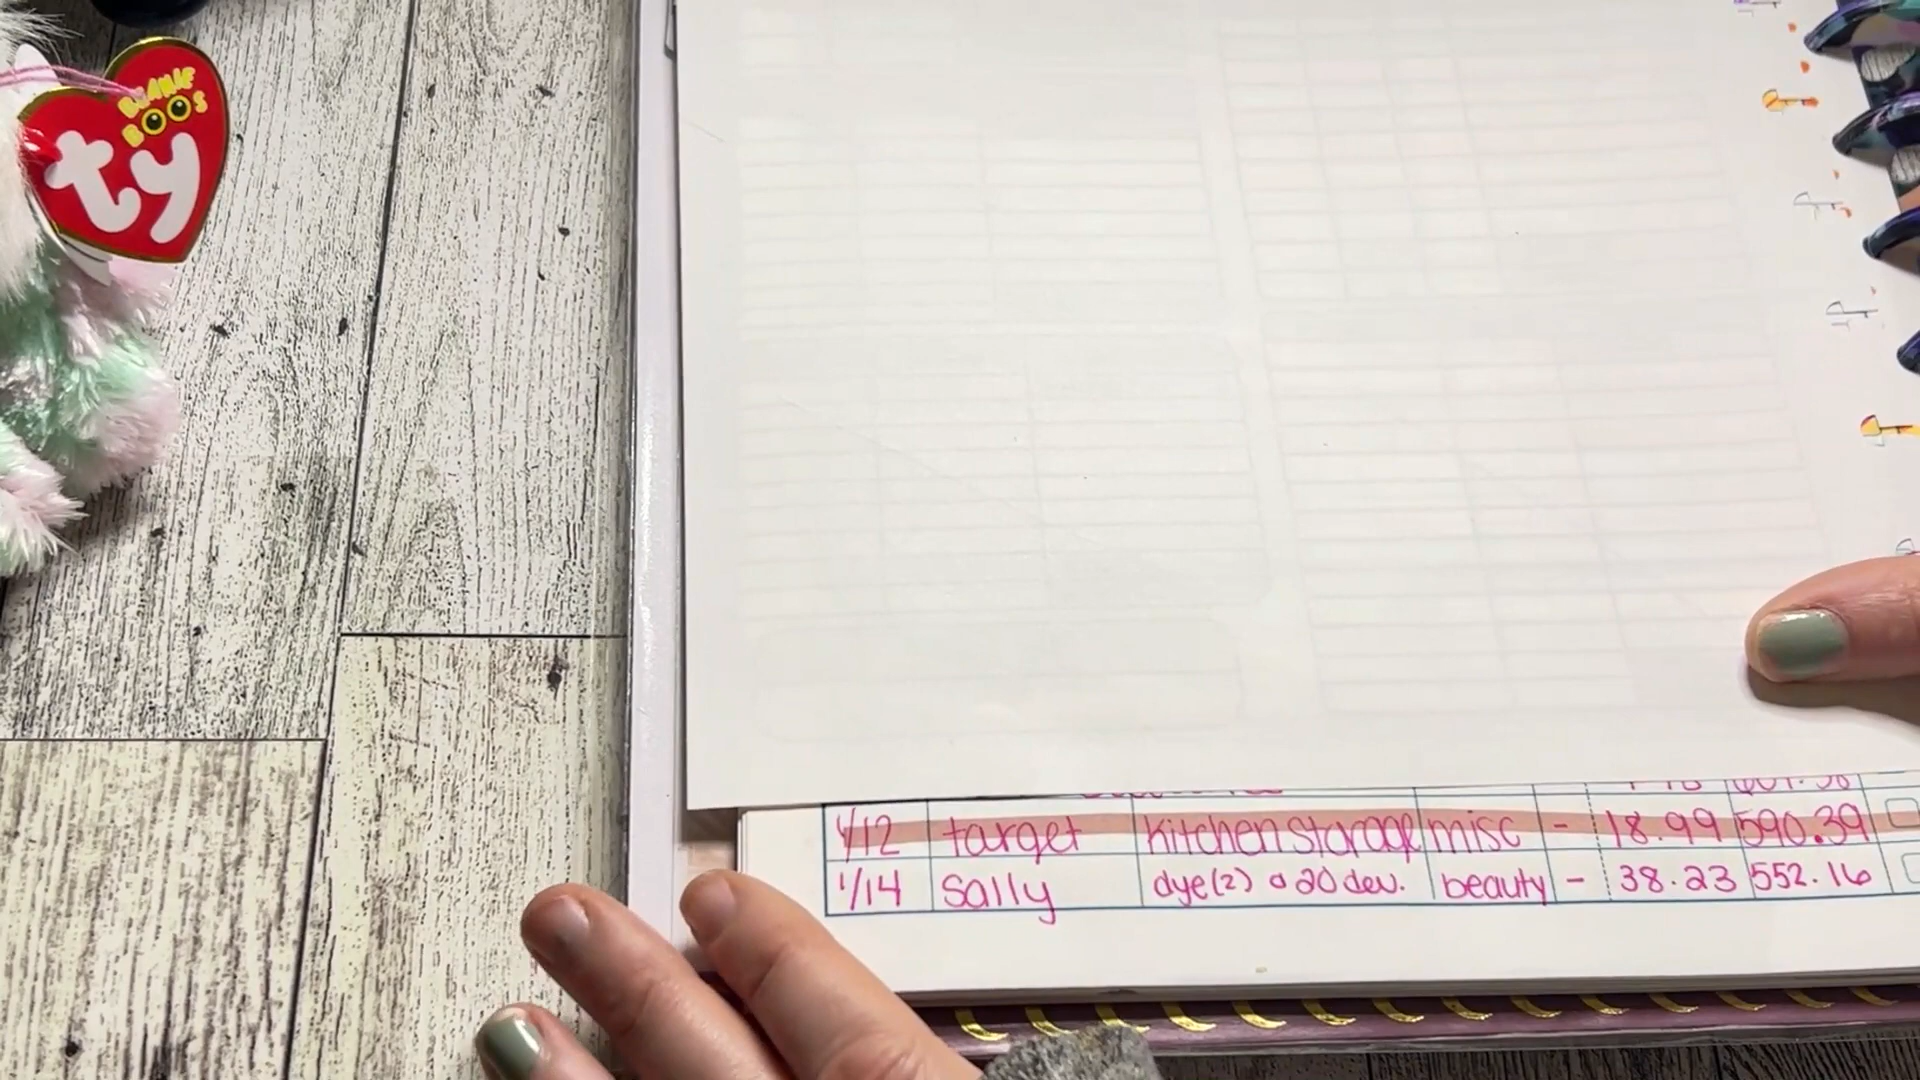 BEANIE
BOOS
ty
1/12 target kitchen storage misc - 18.99 590.39
1/14 sally dye(2) a 20 dev. beauty - 38.23 552.16